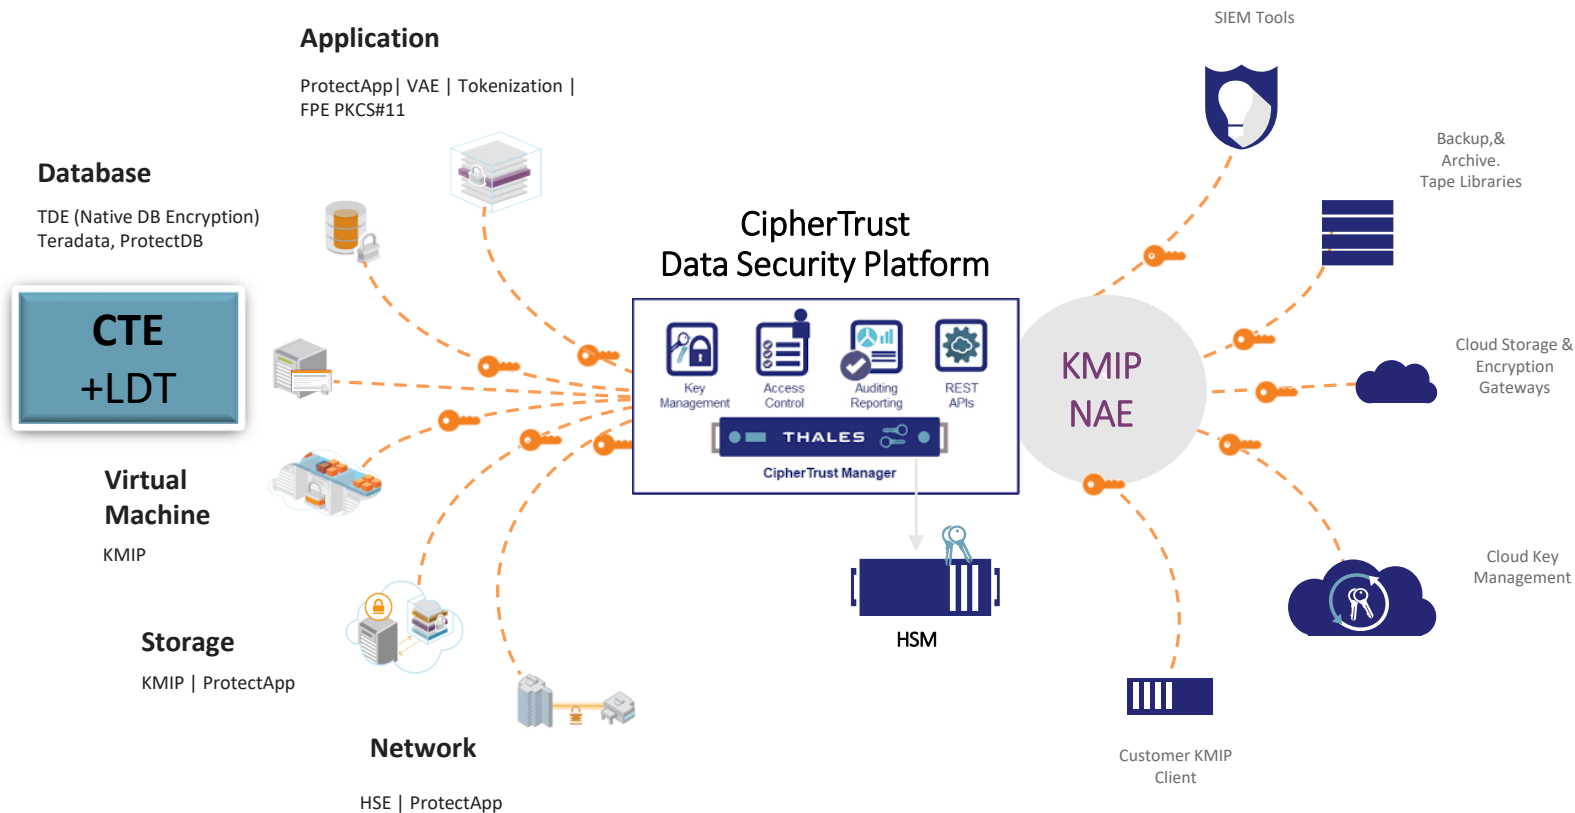 Application
ProtectApp| VAE | Tokenization |
FPE PKCS#11
Database
TDE (Native DB Encryption)
Teradata, ProtectDB
CTE
+LDT
Virtual
Machine
KMIP
Storage
KMIP | ProtectApp
Network
HSE | ProtectApp
CipherTrust
Data Security Platform
Key
Management
Access
Control
Auditing
Reporting
REST
APIs
THALES
CipherTrust Manager
HSM
KMIP
NAE
SIEM Tools
Backup,&
Archive.
Tape Libraries
Cloud Storage &
Encryption
Gateways
Cloud Key
Management
Customer KMIP
Client